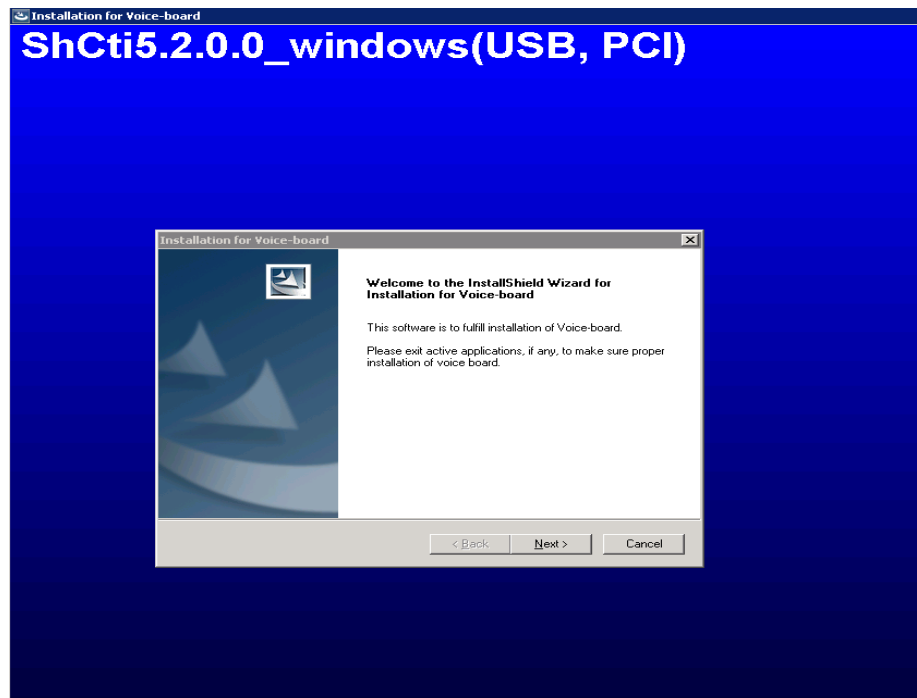 Installation for Voice-board
ShCti5.2.0.0_windows(USB, PCI)
Installation for Voice-board
Welcome to the InstallShield Wizard for
Installation for Voice-board
This software is to fulfill installation of Voice-board.
Please exit active applications, if any, to make sure proper
installation of voice board.
< Back Next > Cancel